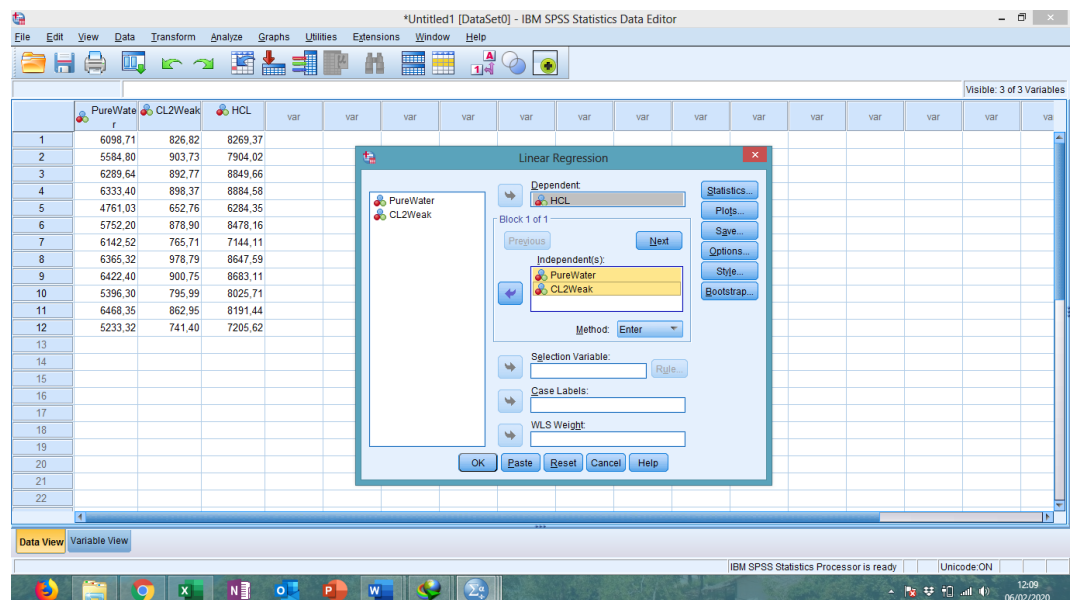 *Untitled1 [DataSet0] - IBM SPSS Statistics Data Editor
File Edit View Data Transform Analyze Graphs Utilities Extensions Window Help
Visible: 3 of 3 Variables
PureWate
r CL2Weak HCL var var var var var var var var var var var var var va
1 6098,71 826,82 8269,37
2 5584,80 903,73 7904,02
3 6289,64 892,77 8849,66
4 6333,40 898,37 8884,58
5 4761,03 652,76 6284,35
6 5752,20 878,90 8478,16
7 6142,52 765,71 7144,11
8 6365,32 978,79 8647,59
9 6422,40 900,75 8683,11
10 5396,30 795,99 8025,71
11 6468,35 862,95 8191,44
12 5233,32 741,40 7205,62
13
14
15
16
17
18
19
20
21
22
Linear Regression
PureWater
CL2Weak
Dependent:
HCL
Block 1 of 1
Previous Next
Independent(s):
PureWater
CL2Weak
Method: Enter
Selection Variable:
Rule...
Case Labels:
WLS Weight:
Statistics...
Plots...
Save...
Options...
Style...
Bootstrap...
OK Paste Reset Cancel Help
Data View Variable View
IBM SPSS Statistics Processor is ready Unicode:ON
12:09
06/02/2020